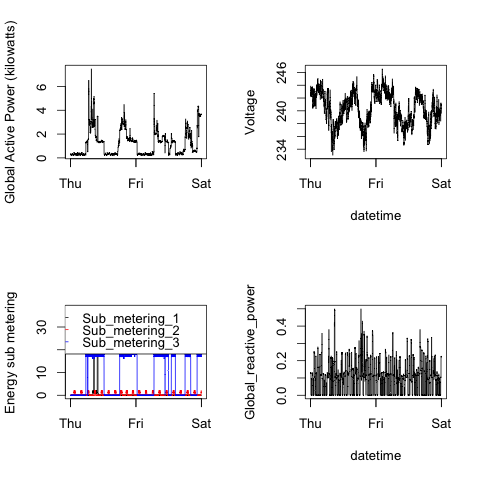 Global Active Power (kilowatts)
6
4
2
0
Thu
Fri
Sat
Voltage
246
240
234
Thu
Fri
Sat
datetime
Energy sub metering
30
10
0
Sub_metering_1
Sub_metering_2
Sub_metering_3
Thu
Fri
Sat
Global_reactive_power
0.4
0.2
0.0
Thu
Fri
Sat
datetime